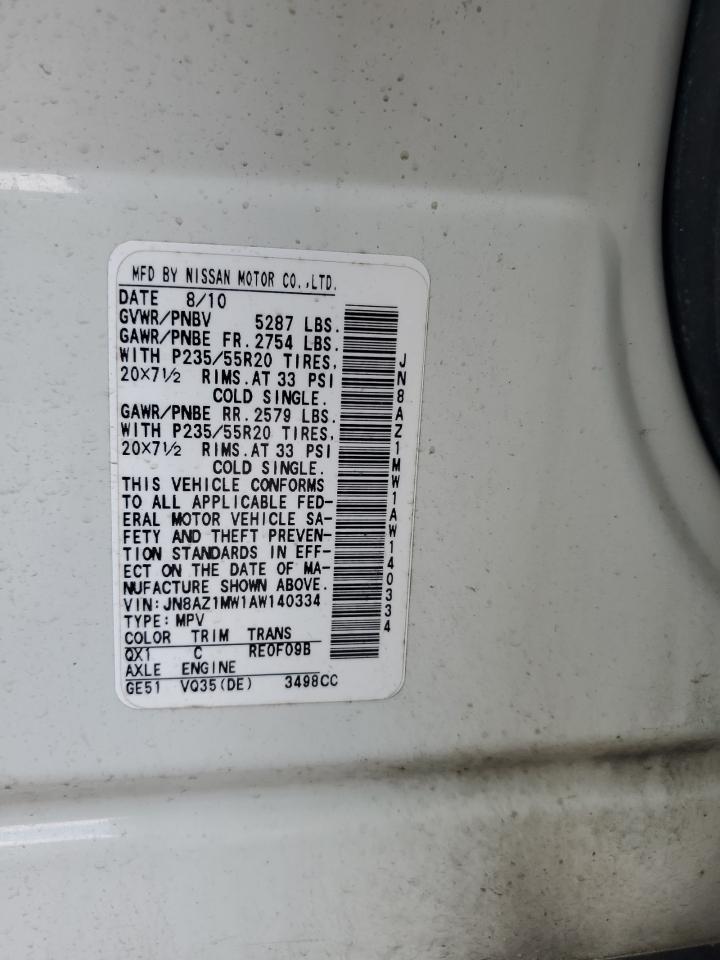 MFD BY NISSAN MOTOR CO.,LTD.
DATE 8/10
GVWR/PNBV 5287 LBS.
GAWR/PNBE FR. 2754 LBS.
WITH P235/55R20 TIRES,
20×7½ RIMS. AT 33 PSI
COLD SINGLE.
GAWR/PNBE RR. 2579 LBS.
WITH P235/55R20 TIRES,
20×7½ RIMS. AT 33 PSI
COLD SINGLE.
THIS VEHICLE CONFORMS
TO ALL APPLICABLE FED-
ERAL MOTOR VEHICLE SA-
FETY AND THEFT PREVEN-
TION STANDARDS IN EFF-
ECT ON THE DATE OF MA-
NUFACTURE SHOWN ABOVE.
VIN: JN8AZ1MW1AW140334
TYPE: MPV
COLOR TRIM TRANS
QX1 C RE0F09B
AXLE ENGINE
GE51 VQ35(DE) 3498CC
JN8AZ1MW1AW140334